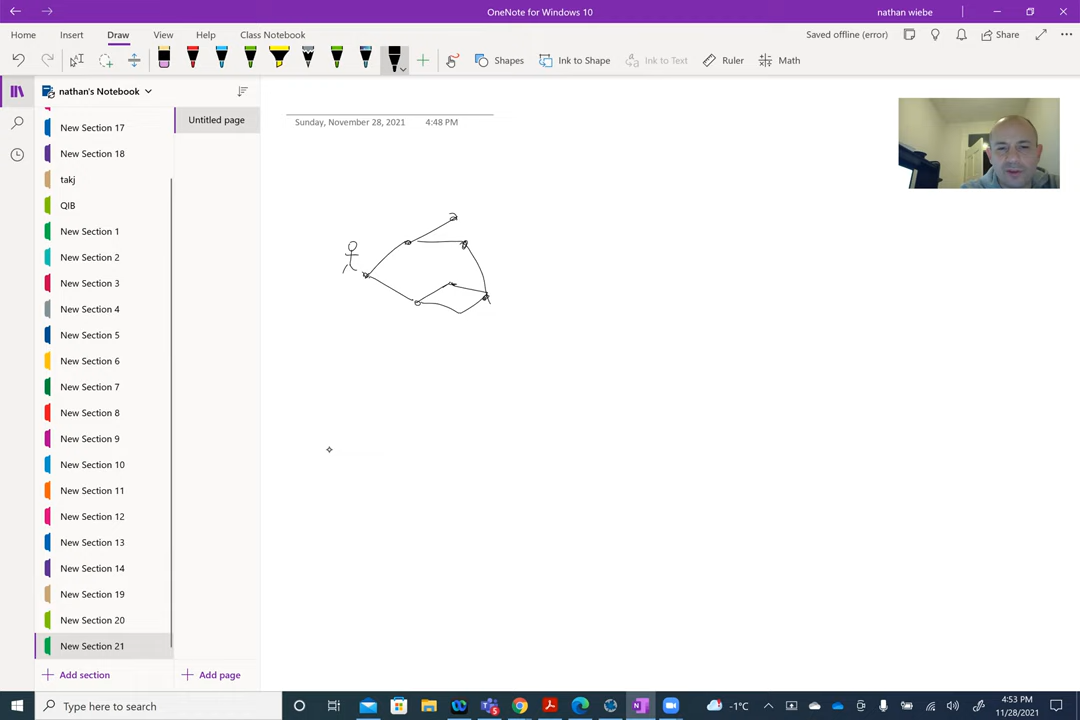 OneNote for Windows 10
nathan wiebe
Home
Insert
Draw
View
Help
Class Notebook
Saved offline (error)
Share
Shapes
Ink to Shape
Ink to Text
Ruler
Math
nathan's Notebook
New Section 17
New Section 18
takj
QIB
New Section 1
New Section 2
New Section 3
New Section 4
New Section 5
New Section 6
New Section 7
New Section 8
New Section 9
New Section 10
New Section 11
New Section 12
New Section 13
New Section 14
New Section 19
New Section 20
New Section 21
Add section
Untitled page
Add page
Sunday, November 28, 2021 4:48 PM
Type here to search
-1°C
4:53 PM
11/28/2021